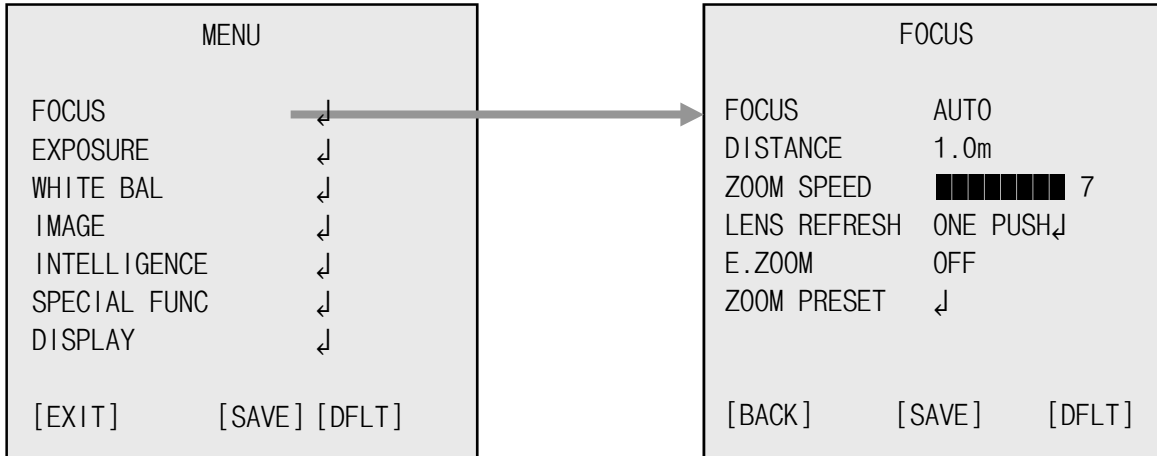 MENU
FOCUS ↲
EXPOSURE ↲
WHITE BAL ↲
IMAGE ↲
INTELLIGENCE ↲
SPECIAL FUNC ↲
DISPLAY ↲
[EXIT] [SAVE] [DFLT]
FOCUS
FOCUS AUTO
DISTANCE 1.0m
ZOOM SPEED 7
LENS REFRESH ONE PUSH↲
E.ZOOM OFF
ZOOM PRESET ↲
[BACK] [SAVE] [DFLT]